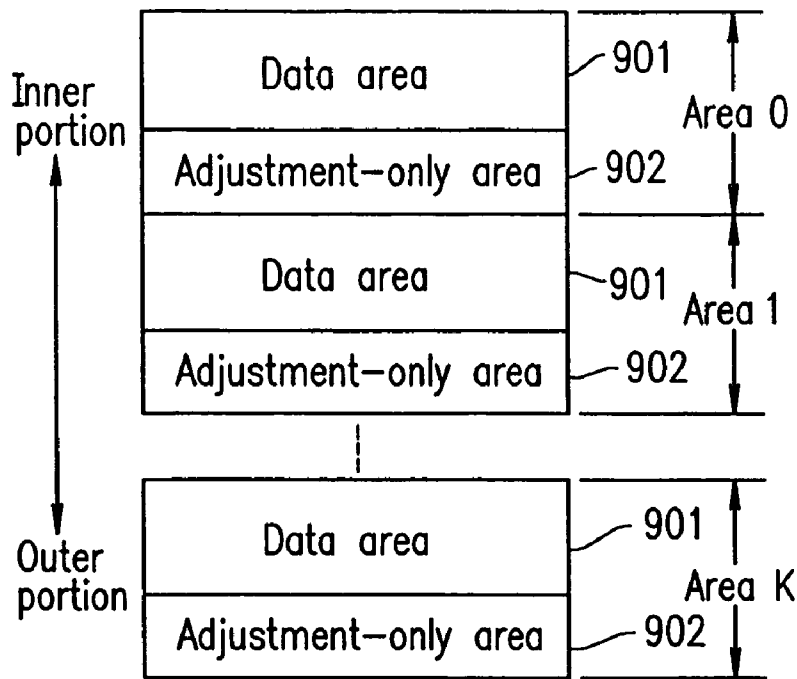 Inner
portion
Data area
901
Area 0
Adjustment-only area
902
Data area
901
Area 1
Adjustment-only area
902
Outer
portion
Data area
901
Area K
Adjustment-only area
902